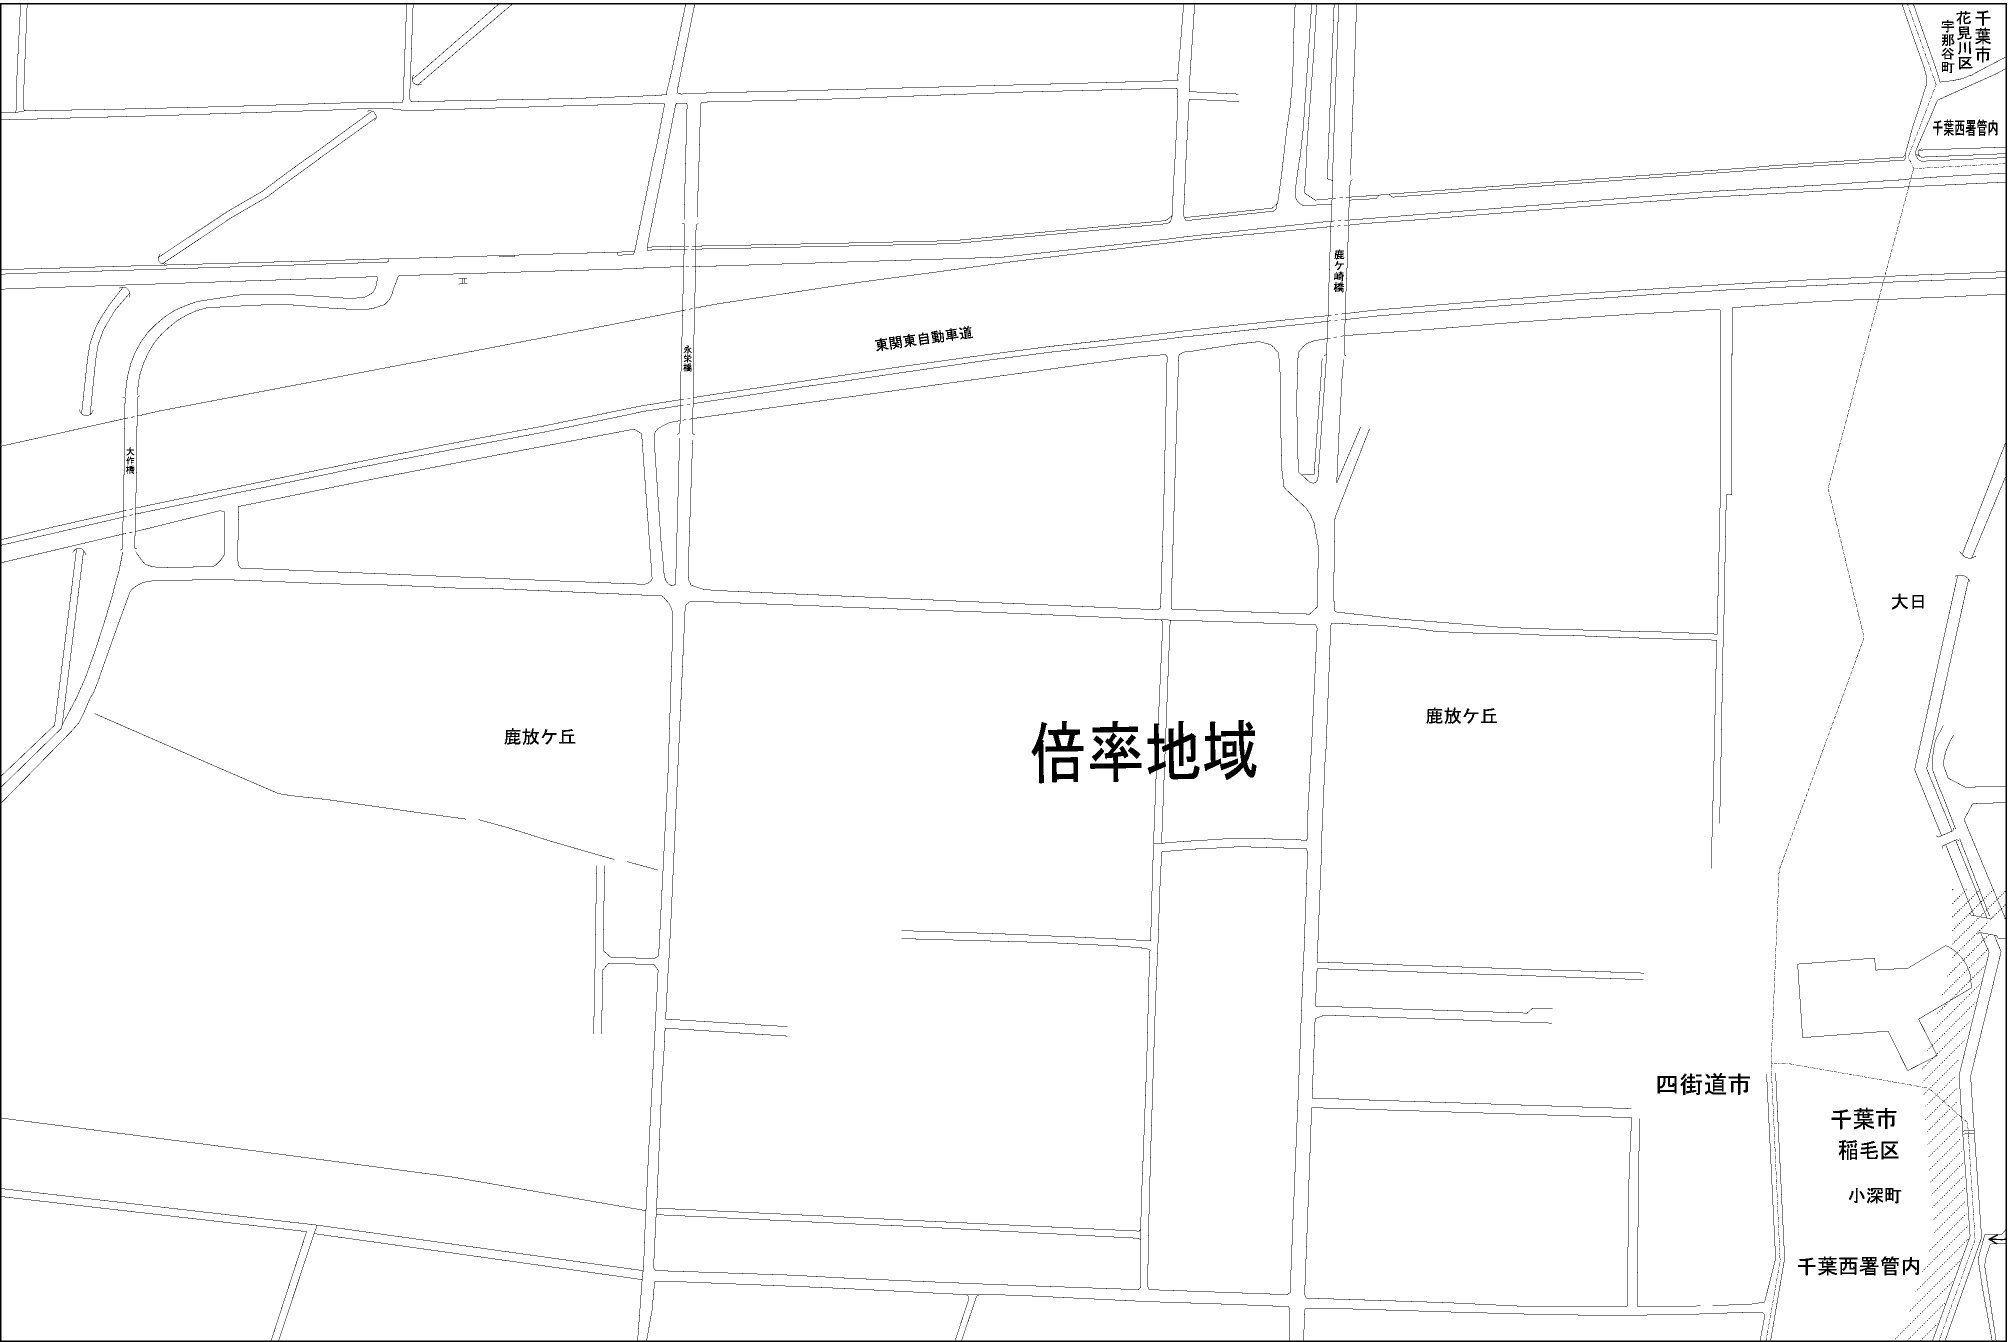 千葉市
花見川区
宇那谷町
千葉西署管内
鹿ケ崎橋
東関東自動車道
永栄橋
大作橋
大日
鹿放ケ丘
鹿放ケ丘
倍率地域
四街道市
千葉市
稲毛区
小深町
千葉西署管内